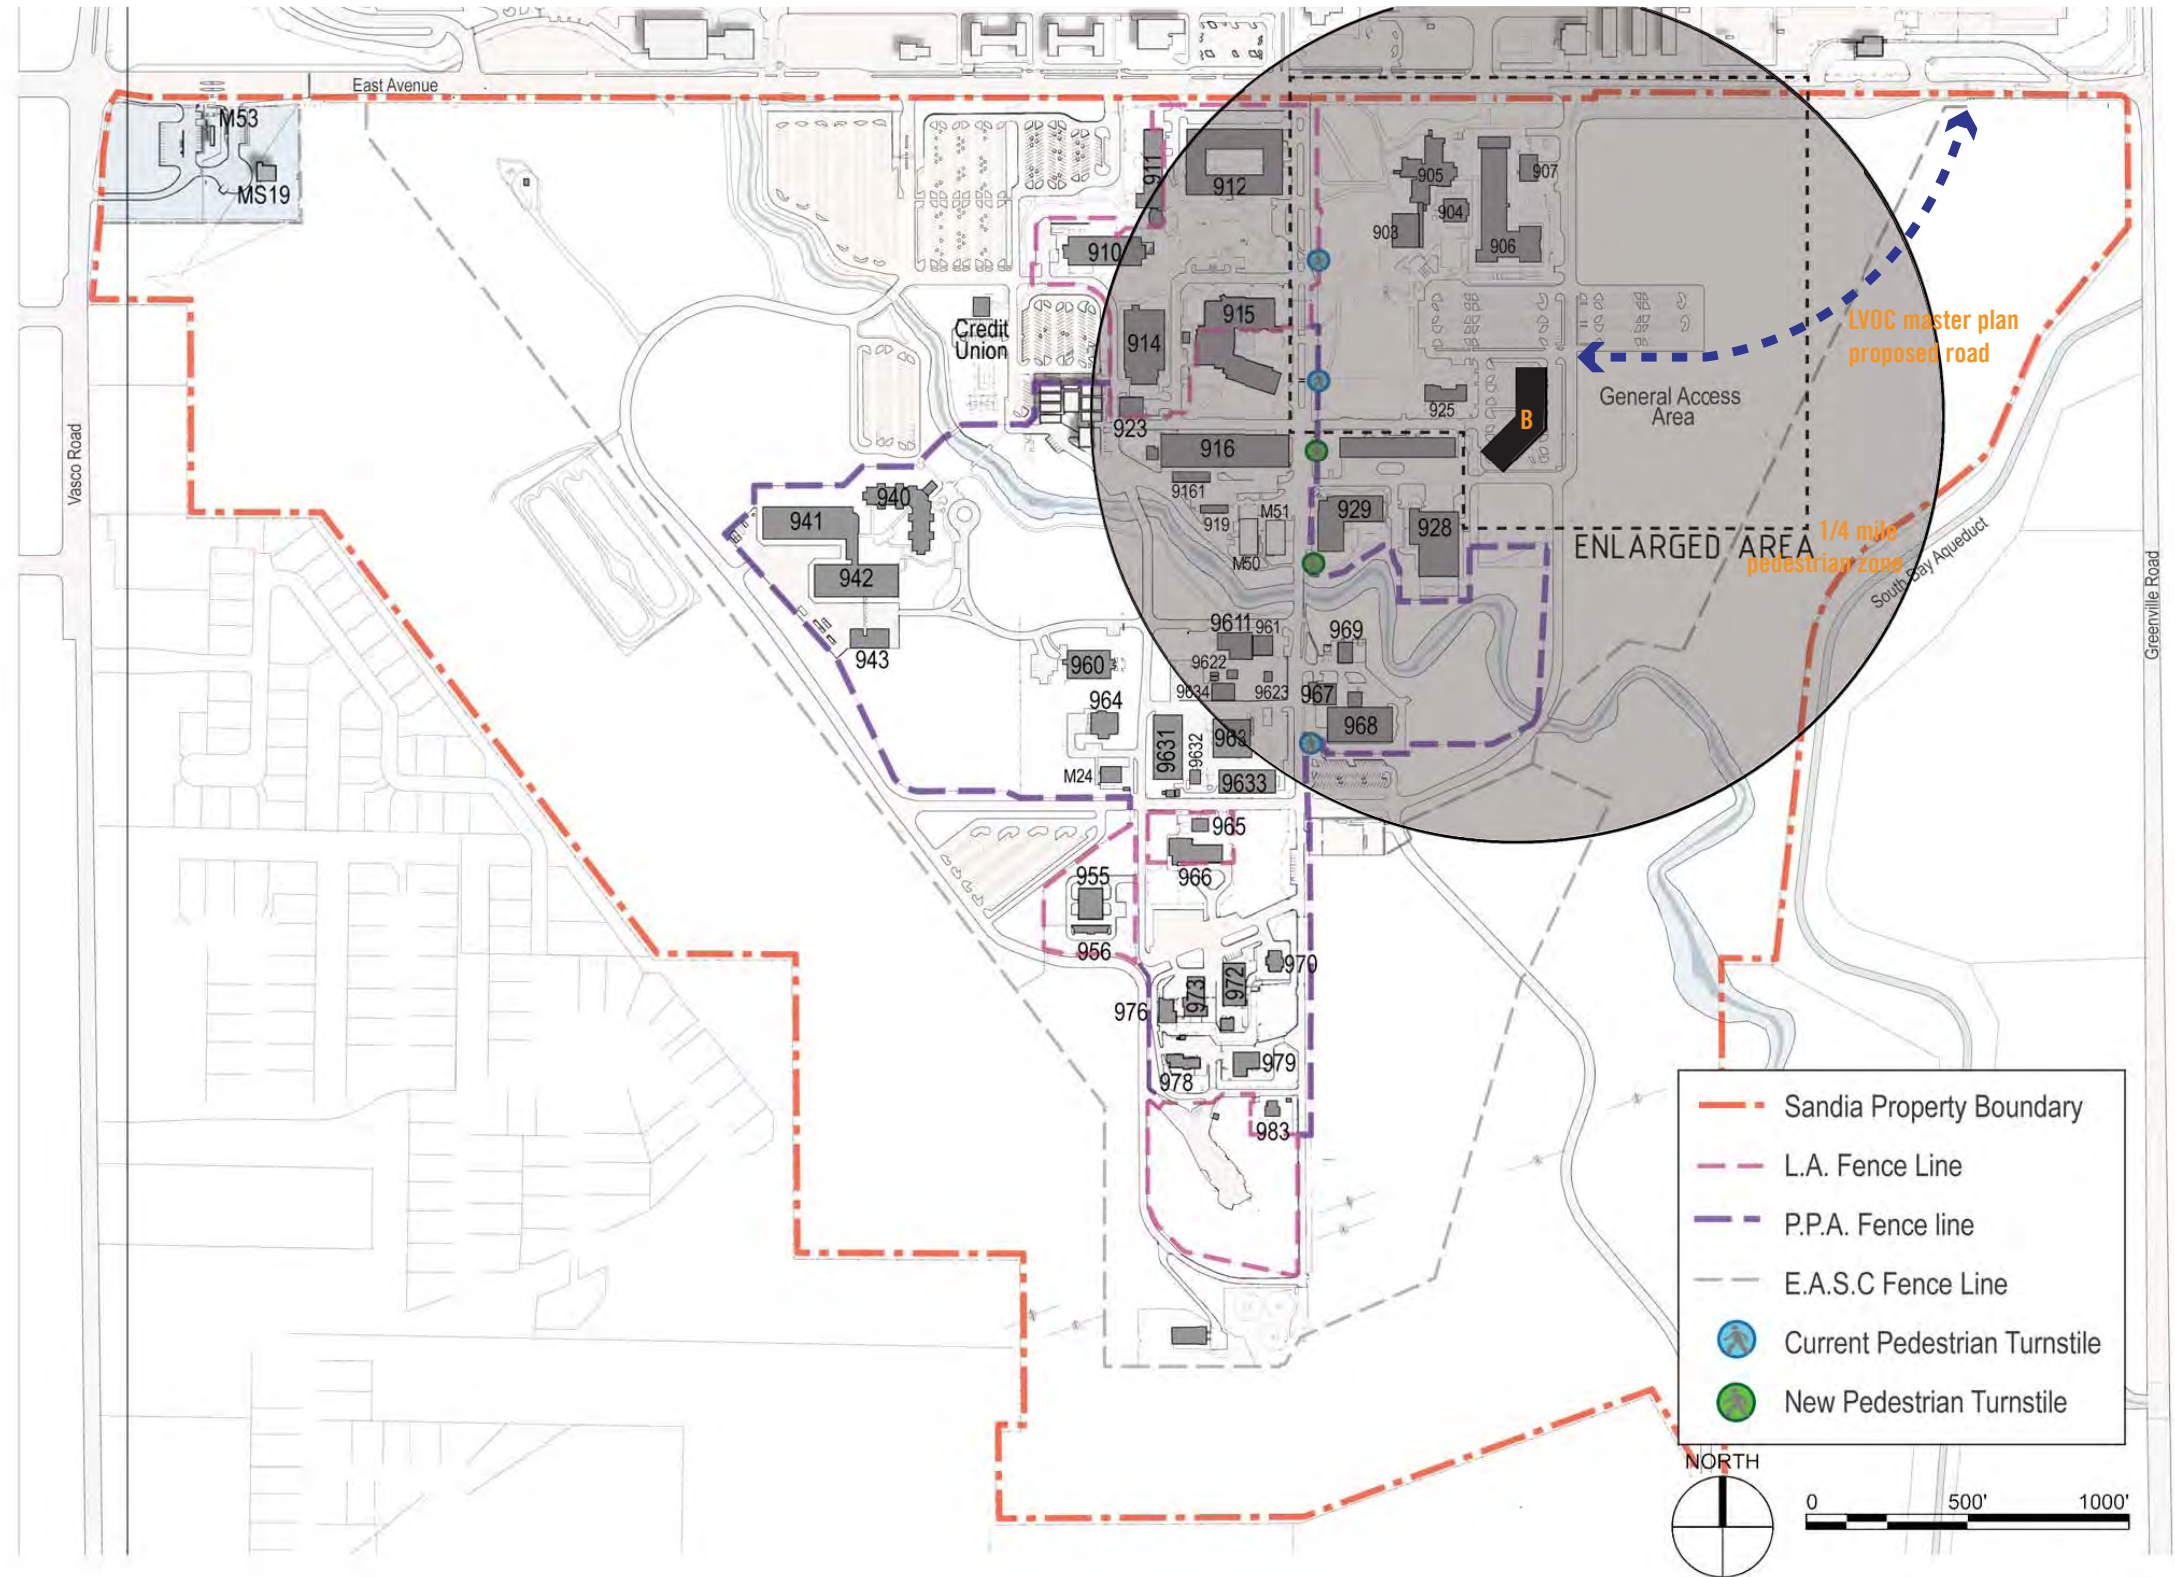 East Avenue
M53
MS19
911
912
905
907
904
903
906
910
Credit
Union
914
915
LVOC master plan
proposed road
General Access
Area
925
B
923
916
9161
919
M51
M50
929
928
ENLARGED AREA
1/4 mile
pedestrian zone
South Bay Aqueduct
Vasco Road
Greenville Road
940
941
942
943
9611
961
969
960
9622
9634
9623
967
964
968
9631
9632
963
M24
9633
965
966
955
956
970
972
973
976
979
978
983
Sandia Property Boundary
L.A. Fence Line
P.P.A. Fence line
E.A.S.C Fence Line
Current Pedestrian Turnstile
New Pedestrian Turnstile
NORTH
0 500' 1000'